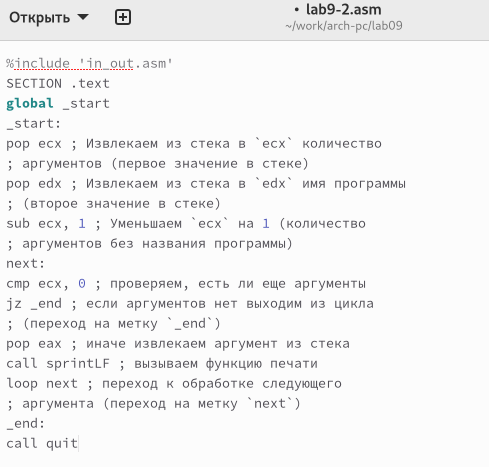 Открыть
• lab9-2.asm
~/work/arch-pc/lab09
%include 'in_out.asm'
SECTION .text
global _start
_start:
pop ecx ; Извлекаем из стека в `ecx` количество
; аргументов (первое значение в стеке)
pop edx ; Извлекаем из стека в `edx` имя программы
; (второе значение в стеке)
sub ecx, 1 ; Уменьшаем `ecx` на 1 (количество
; аргументов без названия программы)
next:
cmp ecx, 0 ; проверяем, есть ли еще аргументы
jz _end ; если аргументов нет выходим из цикла
; (переход на метку `_end`)
pop eax ; иначе извлекаем аргумент из стека
call sprintLF ; вызываем функцию печати
loop next ; переход к обработке следующего
; аргумента (переход на метку `next`)
_end:
call quit